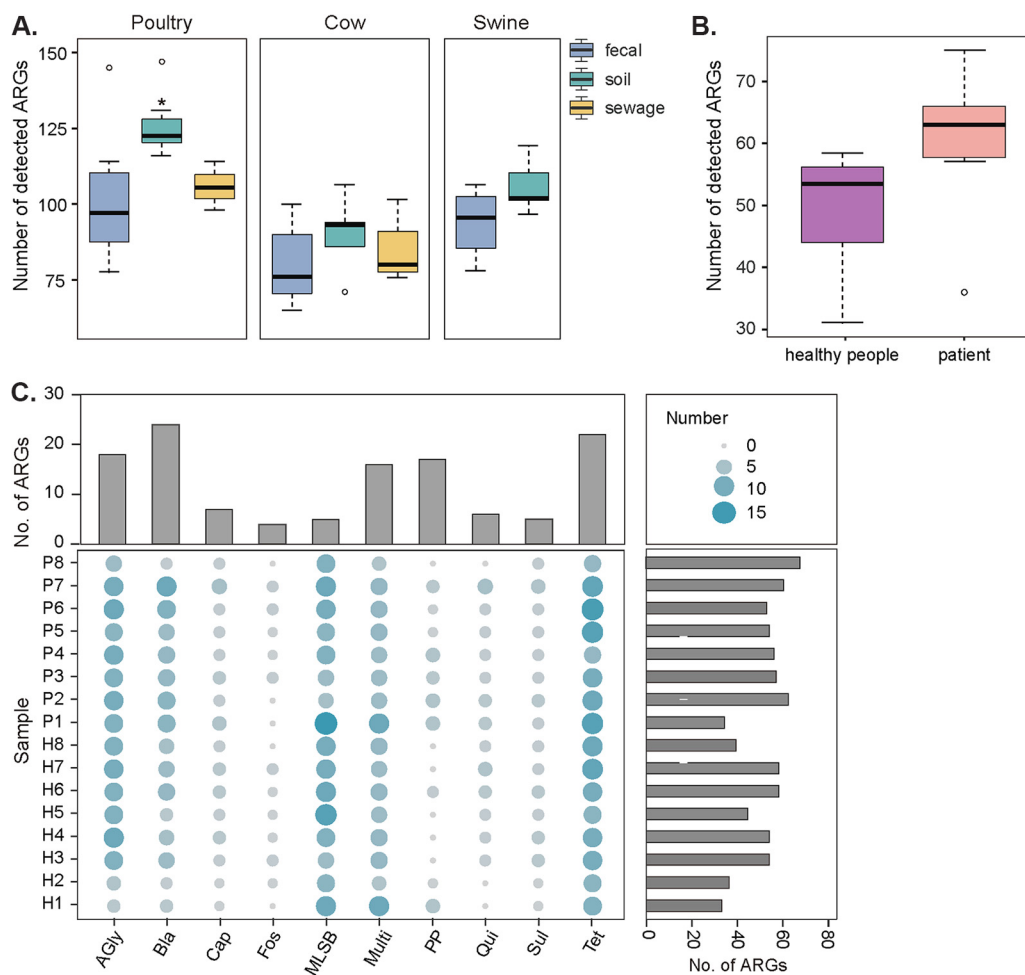 A.
Poultry
Cow
Swine
Number of detected ARGs
150
125
100
75
*
fecal
soil
sewage
B.
Number of detected ARGs
70
60
50
40
30
healthy people
patient
C.
No. of ARGs
30
20
10
0
Number
0
5
10
15
Sample
P8
P7
P6
P5
P4
P3
P2
P1
H8
H7
H6
H5
H4
H3
H2
H1
AGly
Bla
Cap
Fos
MLSB
Multi
PP
Qui
Sul
Tet
0
20
40
60
80
No. of ARGs